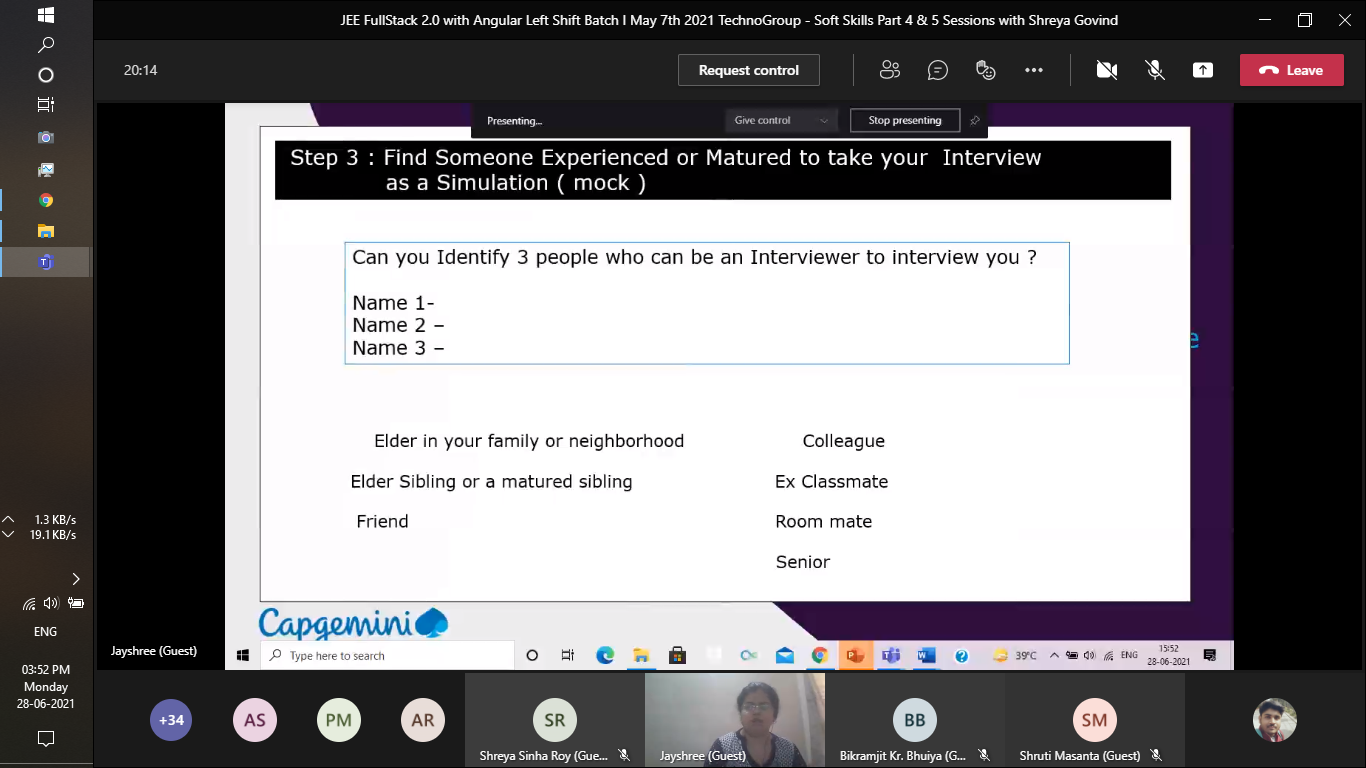 JEE FullStack 2.0 with Angular Left Shift Batch I May 7th 2021 TechnoGroup - Soft Skills Part 4 & 5 Sessions with Shreya Govind
20:14
Request control
Leave
Presenting...
Give control
Stop presenting
Step 3 : Find Someone Experienced or Matured to take your Interview
as a Simulation ( mock )
Can you Identify 3 people who can be an Interviewer to interview you ?
Name 1-
Name 2 –
Name 3 –
e
Elder in your family or neighborhood
Colleague
Elder Sibling or a matured sibling
Ex Classmate
Friend
Room mate
Senior
Capgemini
Jayshree (Guest)
Type here to search
39°C
ENG
15:52
28-06-2021
1.3 KB/s
19.1 KB/s
ENG
03:52 PM
Monday
28-06-2021
+34
AS
PM
AR
SR
Shreya Sinha Roy (Gue...
Jayshree (Guest)
BB
Bikramjit Kr. Bhuiya (G...
SM
Shruti Masanta (Guest)